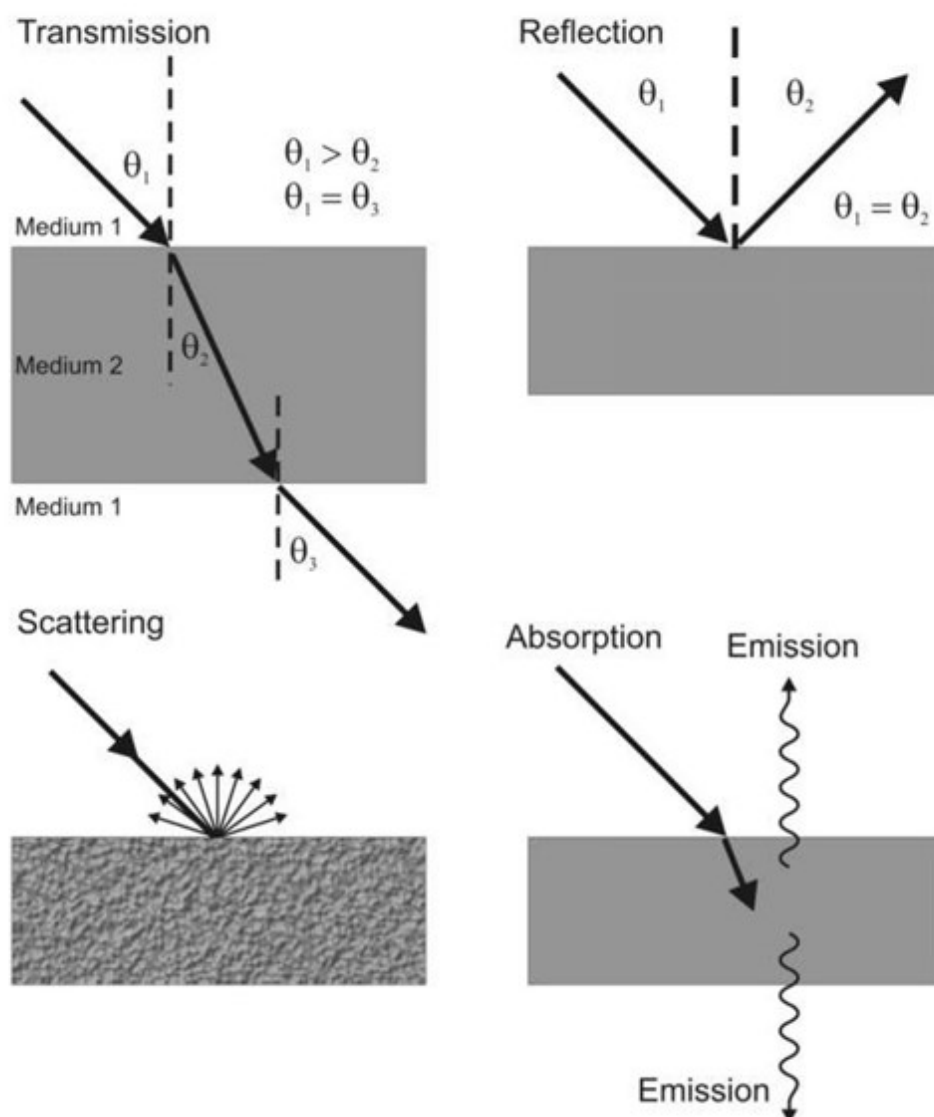 Transmission
θ₁
θ₁ > θ₂
θ₁ = θ₃
Medium 1
Medium 2
θ₂
Medium 1
θ₃
Reflection
θ₁
θ₂
θ₁ = θ₂
Scattering
Absorption
Emission
Emission